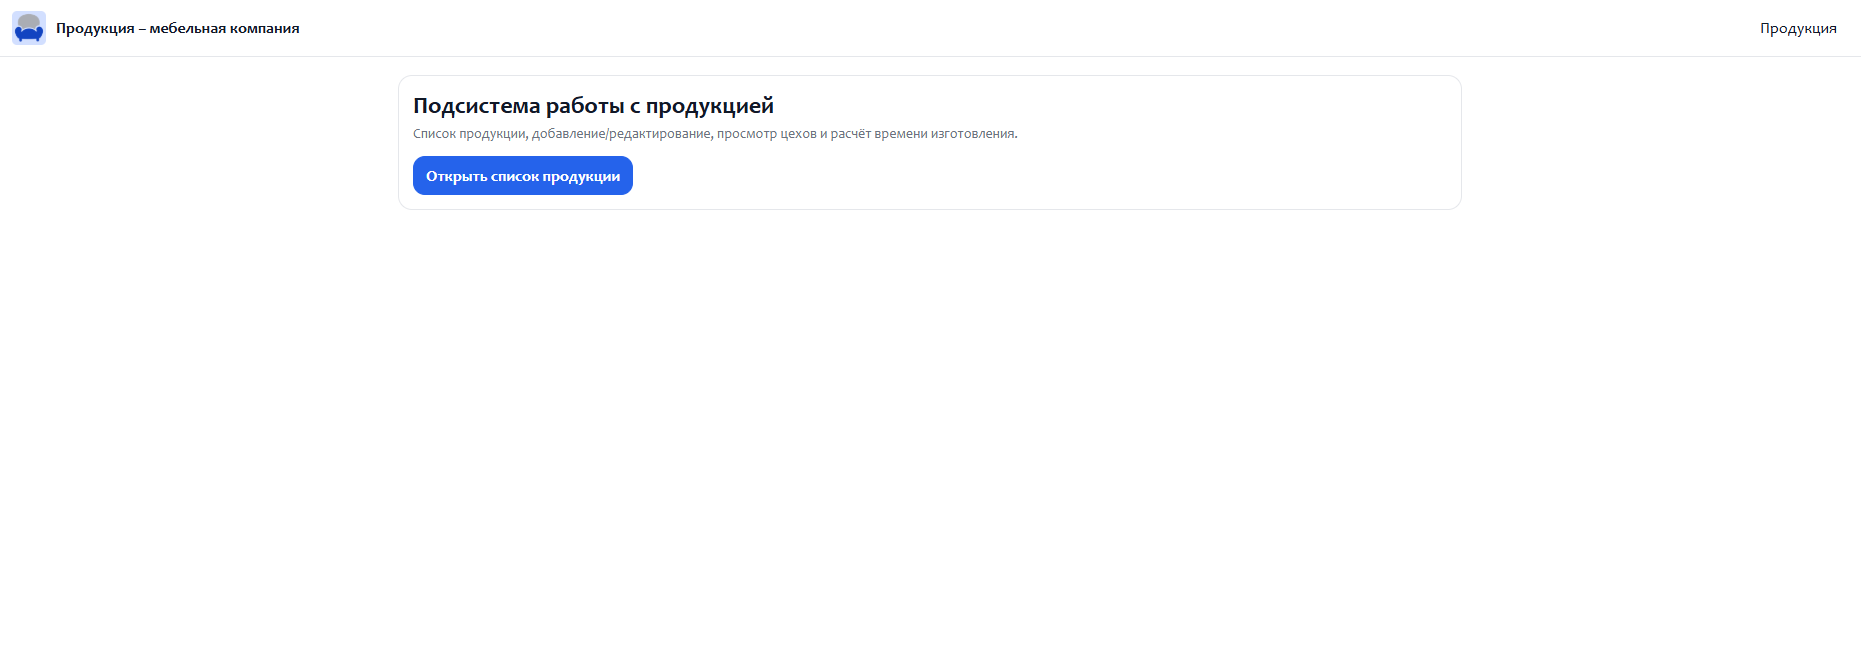 Продукция – мебельная компания
Продукция
Подсистема работы с продукцией
Список продукции, добавление/редактирование, просмотр цехов и расчёт времени изготовления.
Открыть список продукции